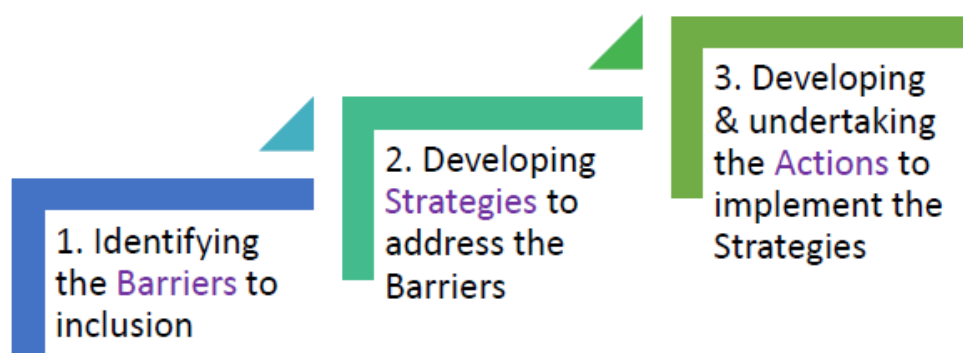 1. Identifying
the Barriers to
inclusion
2. Developing
Strategies to
address the
Barriers
3. Developing
& undertaking
the Actions to
implement the
Strategies